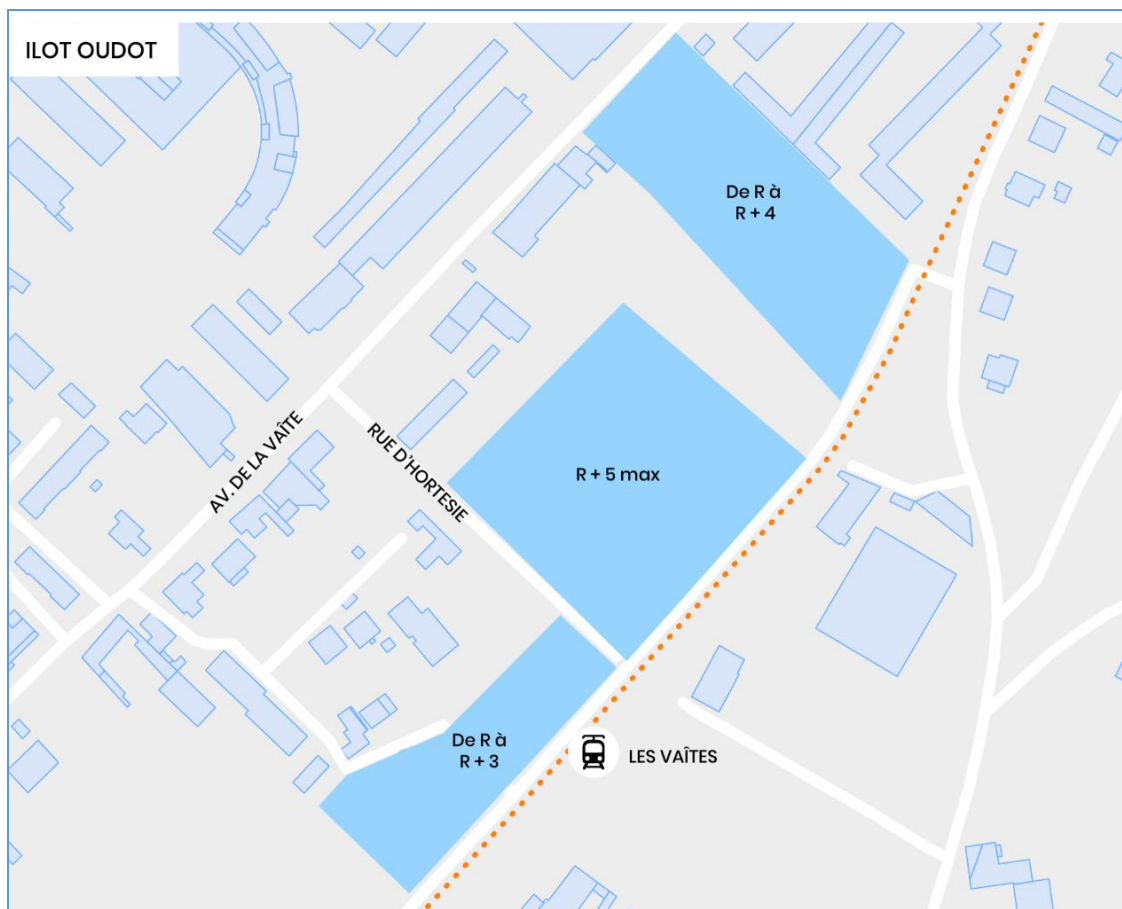 ILOT OUDOT
De R à
R + 4
AV. DE LA VAÎTE
RUE D'HORTESIE
R + 5 max
De R à
R + 3
LES VAÎTES